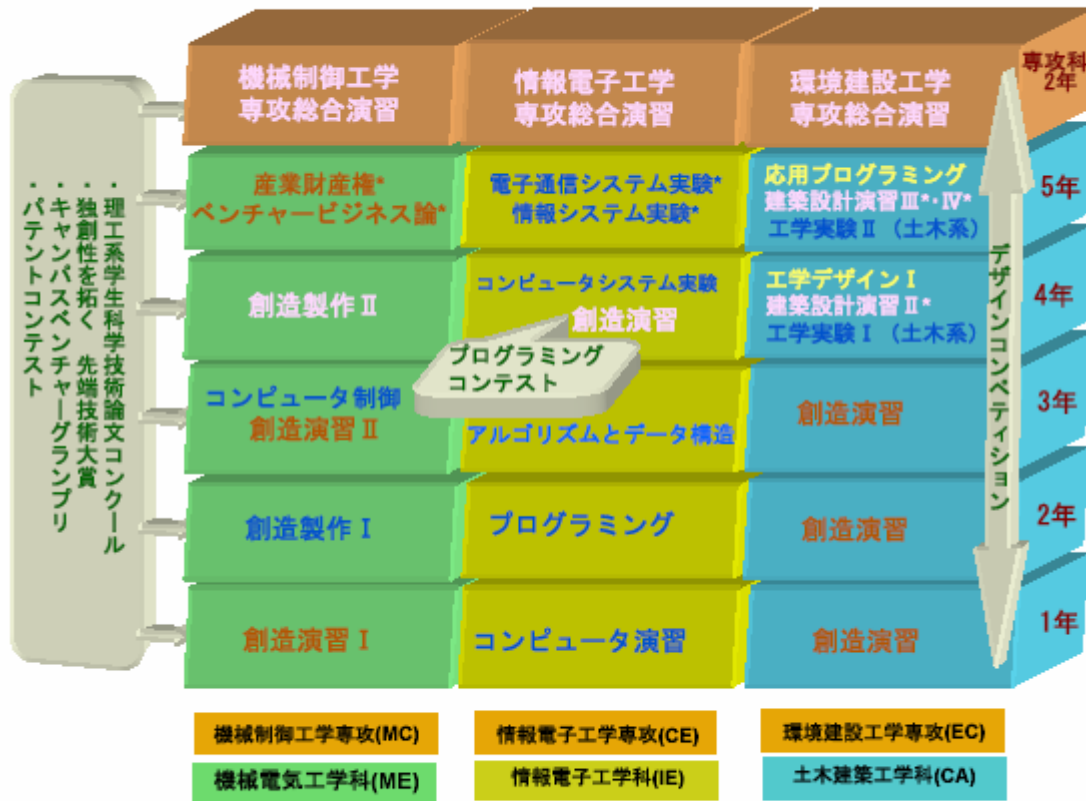 ・理工系学生科学技術論文コンクール
・独創性を拓く 先端技術大賞
・キャンパスベンチャーグランプリ
・パテントコンテスト
機械制御工学
専攻総合演習
情報電子工学
専攻総合演習
環境建設工学
専攻総合演習
専攻科
2年
産業財産権*
ベンチャービジネス論*
電子通信システム実験*
情報システム実験*
応用プログラミング
建築設計演習Ⅲ*・Ⅳ*
工学実験Ⅱ（土木系）
5年
創造製作Ⅱ
コンピュータシステム実験
創造演習
工学デザインⅠ
建築設計演習Ⅱ*
工学実験Ⅰ（土木系）
4年
プログラミング
コンテスト
コンピュータ制御
創造演習Ⅱ
アルゴリズムとデータ構造
創造演習
3年
創造製作Ⅰ
プログラミング
創造演習
2年
創造演習Ⅰ
コンピュータ演習
創造演習
1年
デザインコンペティション
機械制御工学専攻(MC)
情報電子工学専攻(CE)
環境建設工学専攻(EC)
機械電気工学科(ME)
情報電子工学科(IE)
土木建築工学科(CA)